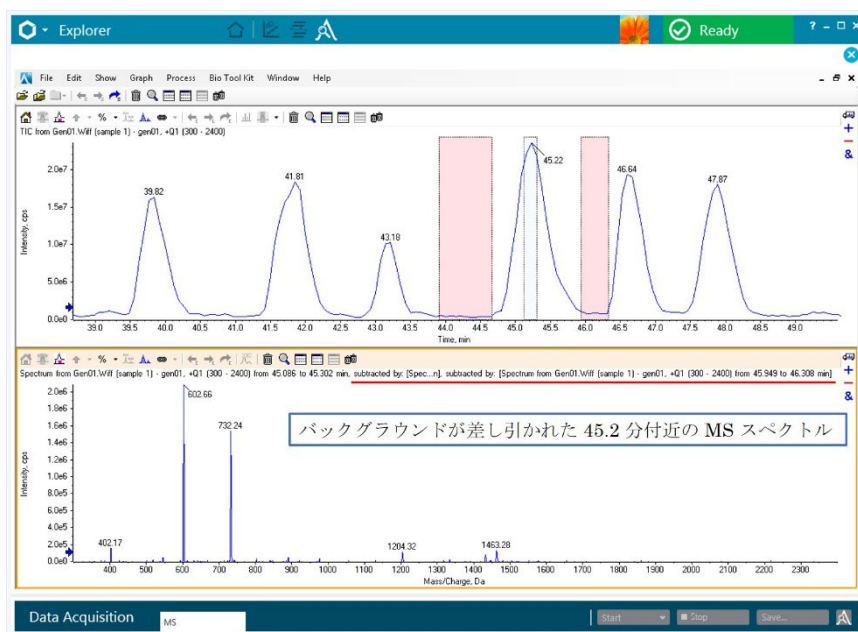 Explorer
Ready
? - □ ×
File Edit Show Graph Process Bio Tool Kit Window Help
TIC from Gen01.Wiff (sample 1) - gen01, +Q1 (300 - 2400)
Intensity, cps
2.0e7
1.5e7
1.0e7
5.0e6
0.0e0
39.82
41.81
43.18
45.22
46.64
47.87
39.0 39.5 40.0 40.5 41.0 41.5 42.0 42.5 43.0 43.5 44.0 44.5 45.0 45.5 46.0 46.5 47.0 47.5 48.0 48.5 49.0
Time, min
Spectrum from Gen01.Wiff (sample 1) - gen01, +Q1 (300 - 2400) from 45.086 to 45.302 min, subtracted by: [Spec...n], subtracted by: [Spectrum from Gen01.Wiff (sample 1) - gen01, +Q1 (300 - 2400) from 45.949 to 46.308 min]
Intensity, cps
2.0e6
1.8e6
1.6e6
1.4e6
1.2e6
1.0e6
8.0e5
6.0e5
4.0e5
2.0e5
0.0e0
602.66
732.24
バックグラウンドが差し引かれた 45.2 分付近の MS スペクトル
402.17
1204.32
1463.28
400 500 600 700 800 900 1000 1100 1200 1300 1400 1500 1600 1700 1800 1900 2000 2100 2200 2300
Mass/Charge, Da
Data Acquisition
MS
Start
Stop
Save...